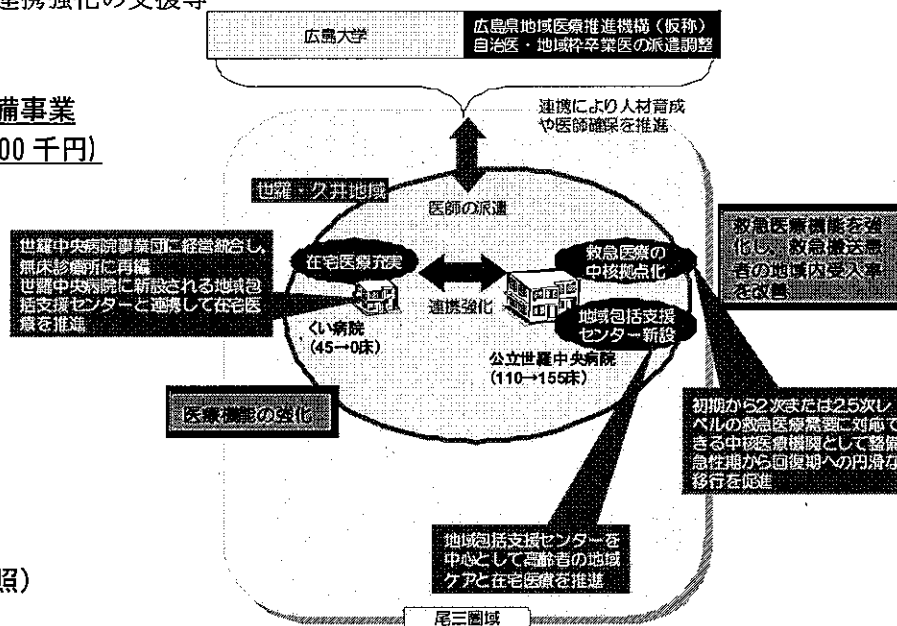 連携強化の支援等
広島大学
広島県地域医療推進機構（仮称）
自治医・地域枠卒業医の派遣調整
備事業
00 千円）
連携により人材育成
や医師確保を推進
世羅・久井地域
医師の派遣
世羅中央病院事業団に経営統合し、
無床診療所に再編
世羅中央病院に新設される地域包
括支援センターと連携して在宅医
療を推進
在宅医療充実
連携強化
救急医療の
中核拠点化
救急医療機能を強
化し、救急搬送患
者の地域内受入率
を改善
くい病院
（45→0床）
地域包括支援
センター新設
公立世羅中央病院
（110→155床）
医療機能の強化
初期から2次または2.5次レ
ベルの救急医療需要に対応で
きる中核医療機関として整備
急性期から回復期への円滑な
移行を促進
地域包括支援センターを
中心として高齢者の地域
ケアと在宅医療を推進
照）
尾三圏域